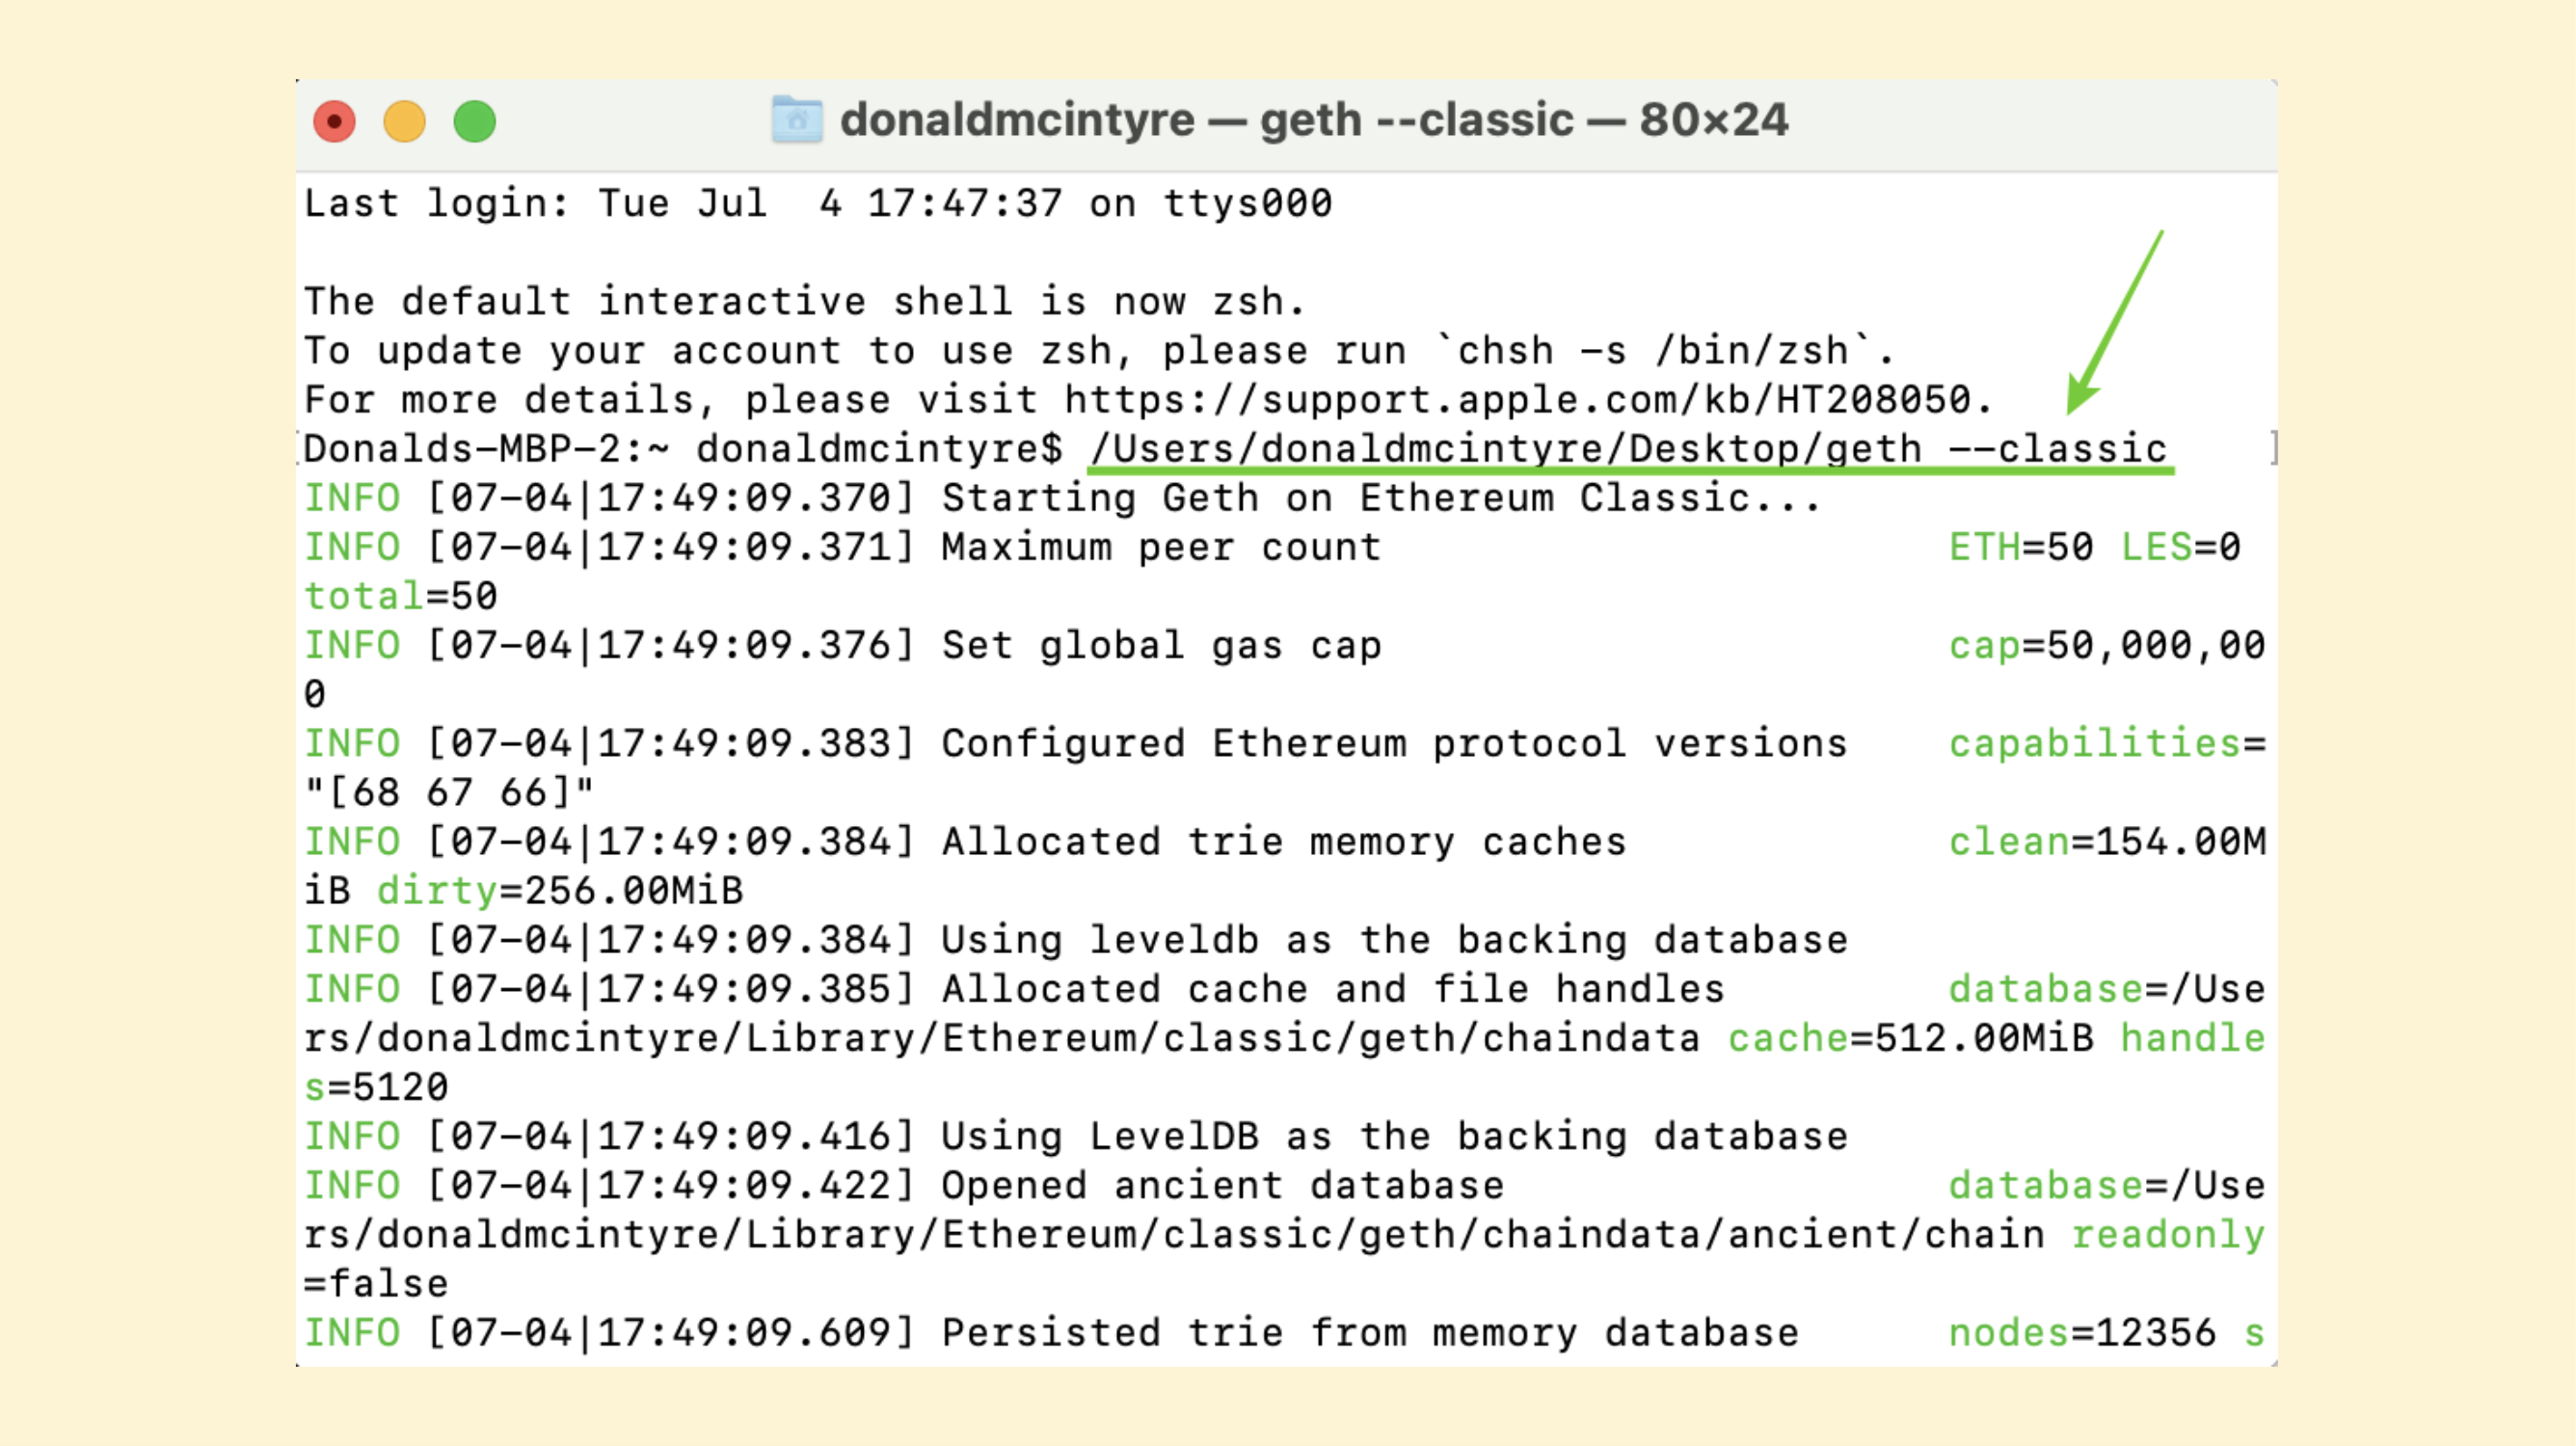 donaldmcintyre — geth --classic — 80×24
Last login: Tue Jul  4 17:47:37 on ttys000
The default interactive shell is now zsh.
To update your account to use zsh, please run `chsh -s /bin/zsh`.
For more details, please visit https://support.apple.com/kb/HT208050.
[Donalds-MBP-2:~ donaldmcintyre$ /Users/donaldmcintyre/Desktop/geth --classic    ]
INFO [07-04|17:49:09.370] Starting Geth on Ethereum Classic...
INFO [07-04|17:49:09.371] Maximum peer count                       ETH=50 LES=0
total=50
INFO [07-04|17:49:09.376] Set global gas cap                       cap=50,000,00
0
INFO [07-04|17:49:09.383] Configured Ethereum protocol versions    capabilities=
"[68 67 66]"
INFO [07-04|17:49:09.384] Allocated trie memory caches             clean=154.00M
iB dirty=256.00MiB
INFO [07-04|17:49:09.384] Using leveldb as the backing database
INFO [07-04|17:49:09.385] Allocated cache and file handles         database=/Use
rs/donaldmcintyre/Library/Ethereum/classic/geth/chaindata cache=512.00MiB handle
s=5120
INFO [07-04|17:49:09.416] Using LevelDB as the backing database
INFO [07-04|17:49:09.422] Opened ancient database                  database=/Use
rs/donaldmcintyre/Library/Ethereum/classic/geth/chaindata/ancient/chain readonly
=false
INFO [07-04|17:49:09.609] Persisted trie from memory database      nodes=12356 s